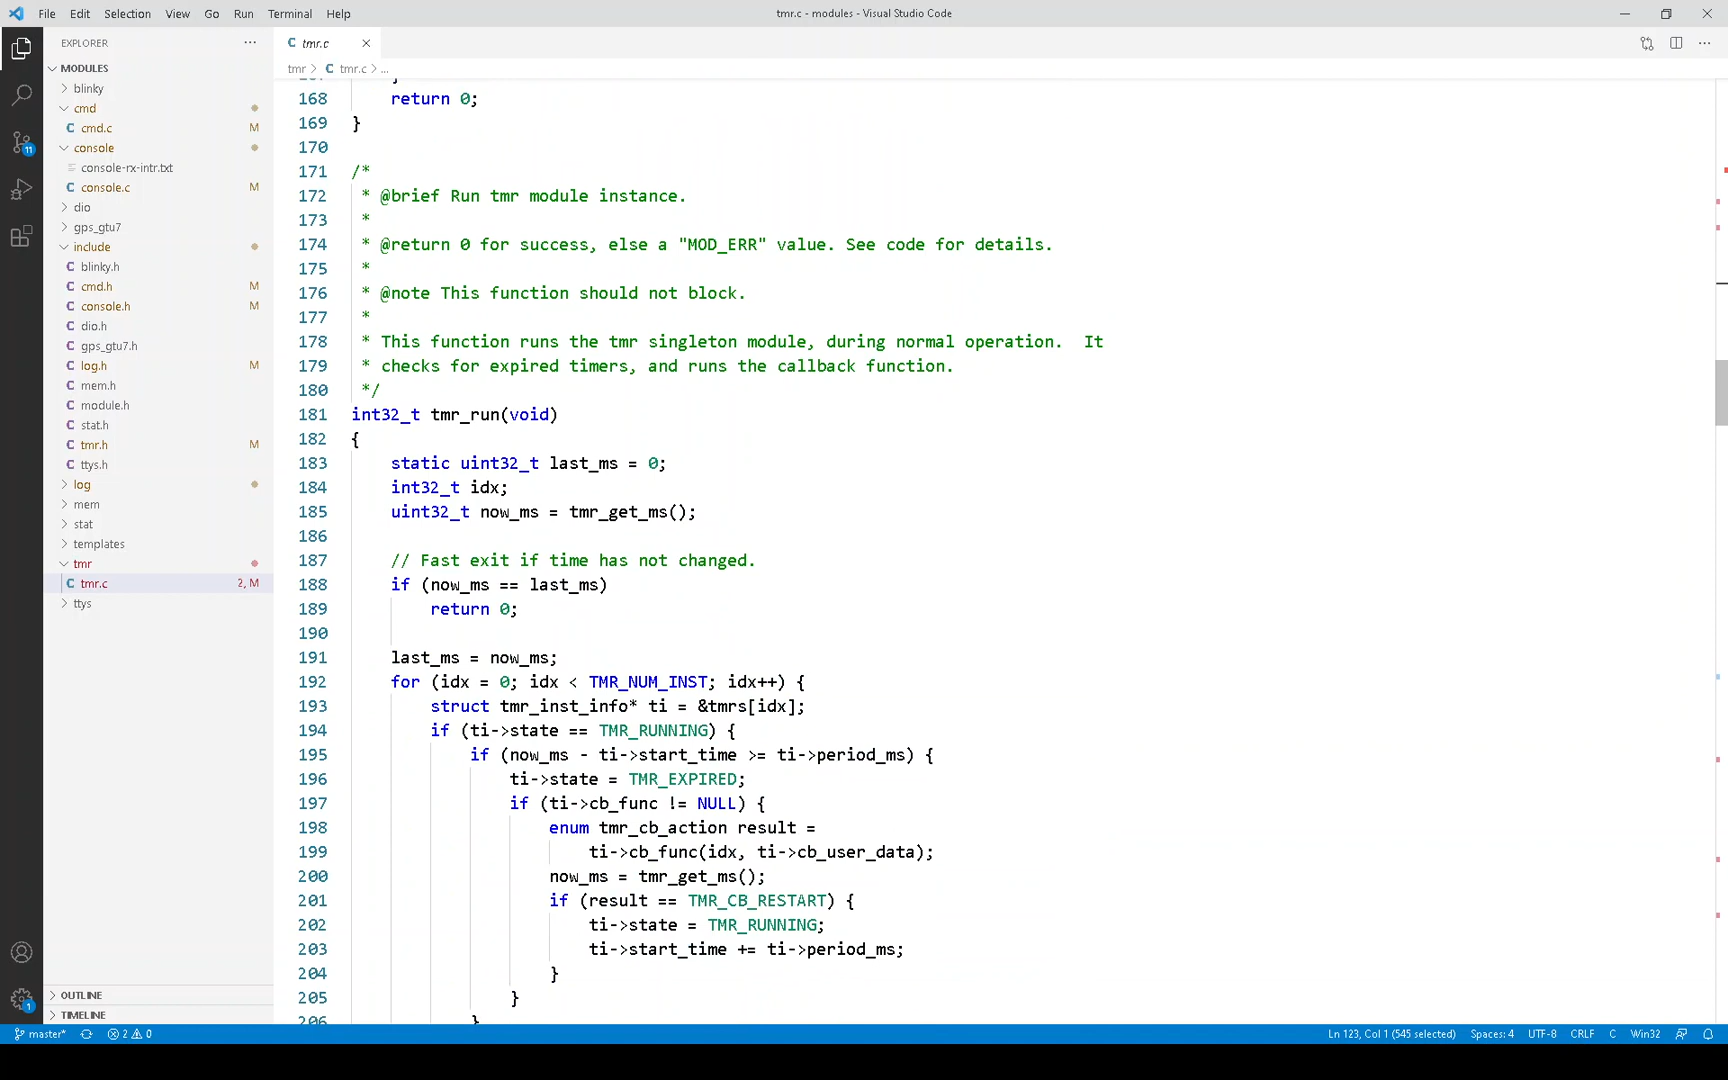 File Edit Selection View Go Run Terminal Help
tmr.c - modules - Visual Studio Code
EXPLORER
MODULES
blinky
cmd
cmd.c M
console
console-rx-intr.txt
console.c M
dio
gps_gtu7
include
blinky.h
cmd.h M
console.h M
dio.h
gps_gtu7.h
log.h M
mem.h
module.h
stat.h
tmr.h M
ttys.h
log
mem
stat
templates
tmr
tmr.c 2, M
ttys
OUTLINE
TIMELINE
11
1
C tmr.c
tmr > C tmr.c > ...
168 return 0;
169 }
170
171 /*
172 * @brief Run tmr module instance.
173 *
174 * @return 0 for success, else a "MOD_ERR" value. See code for details.
175 *
176 * @note This function should not block.
177 *
178 * This function runs the tmr singleton module, during normal operation.  It
179 * checks for expired timers, and runs the callback function.
180 */
181 int32_t tmr_run(void)
182 {
183 static uint32_t last_ms = 0;
184 int32_t idx;
185 uint32_t now_ms = tmr_get_ms();
186
187 // Fast exit if time has not changed.
188 if (now_ms == last_ms)
189 return 0;
190
191 last_ms = now_ms;
192 for (idx = 0; idx < TMR_NUM_INST; idx++) {
193 struct tmr_inst_info* ti = &tmrs[idx];
194 if (ti->state == TMR_RUNNING) {
195 if (now_ms - ti->start_time >= ti->period_ms) {
196 ti->state = TMR_EXPIRED;
197 if (ti->cb_func != NULL) {
198 enum tmr_cb_action result =
199 ti->cb_func(idx, ti->cb_user_data);
200 now_ms = tmr_get_ms();
201 if (result == TMR_CB_RESTART) {
202 ti->state = TMR_RUNNING;
203 ti->start_time += ti->period_ms;
204 }
205 }
206 }
master* 2 0 Ln 123, Col 1 (545 selected) Spaces: 4 UTF-8 CRLF C Win32